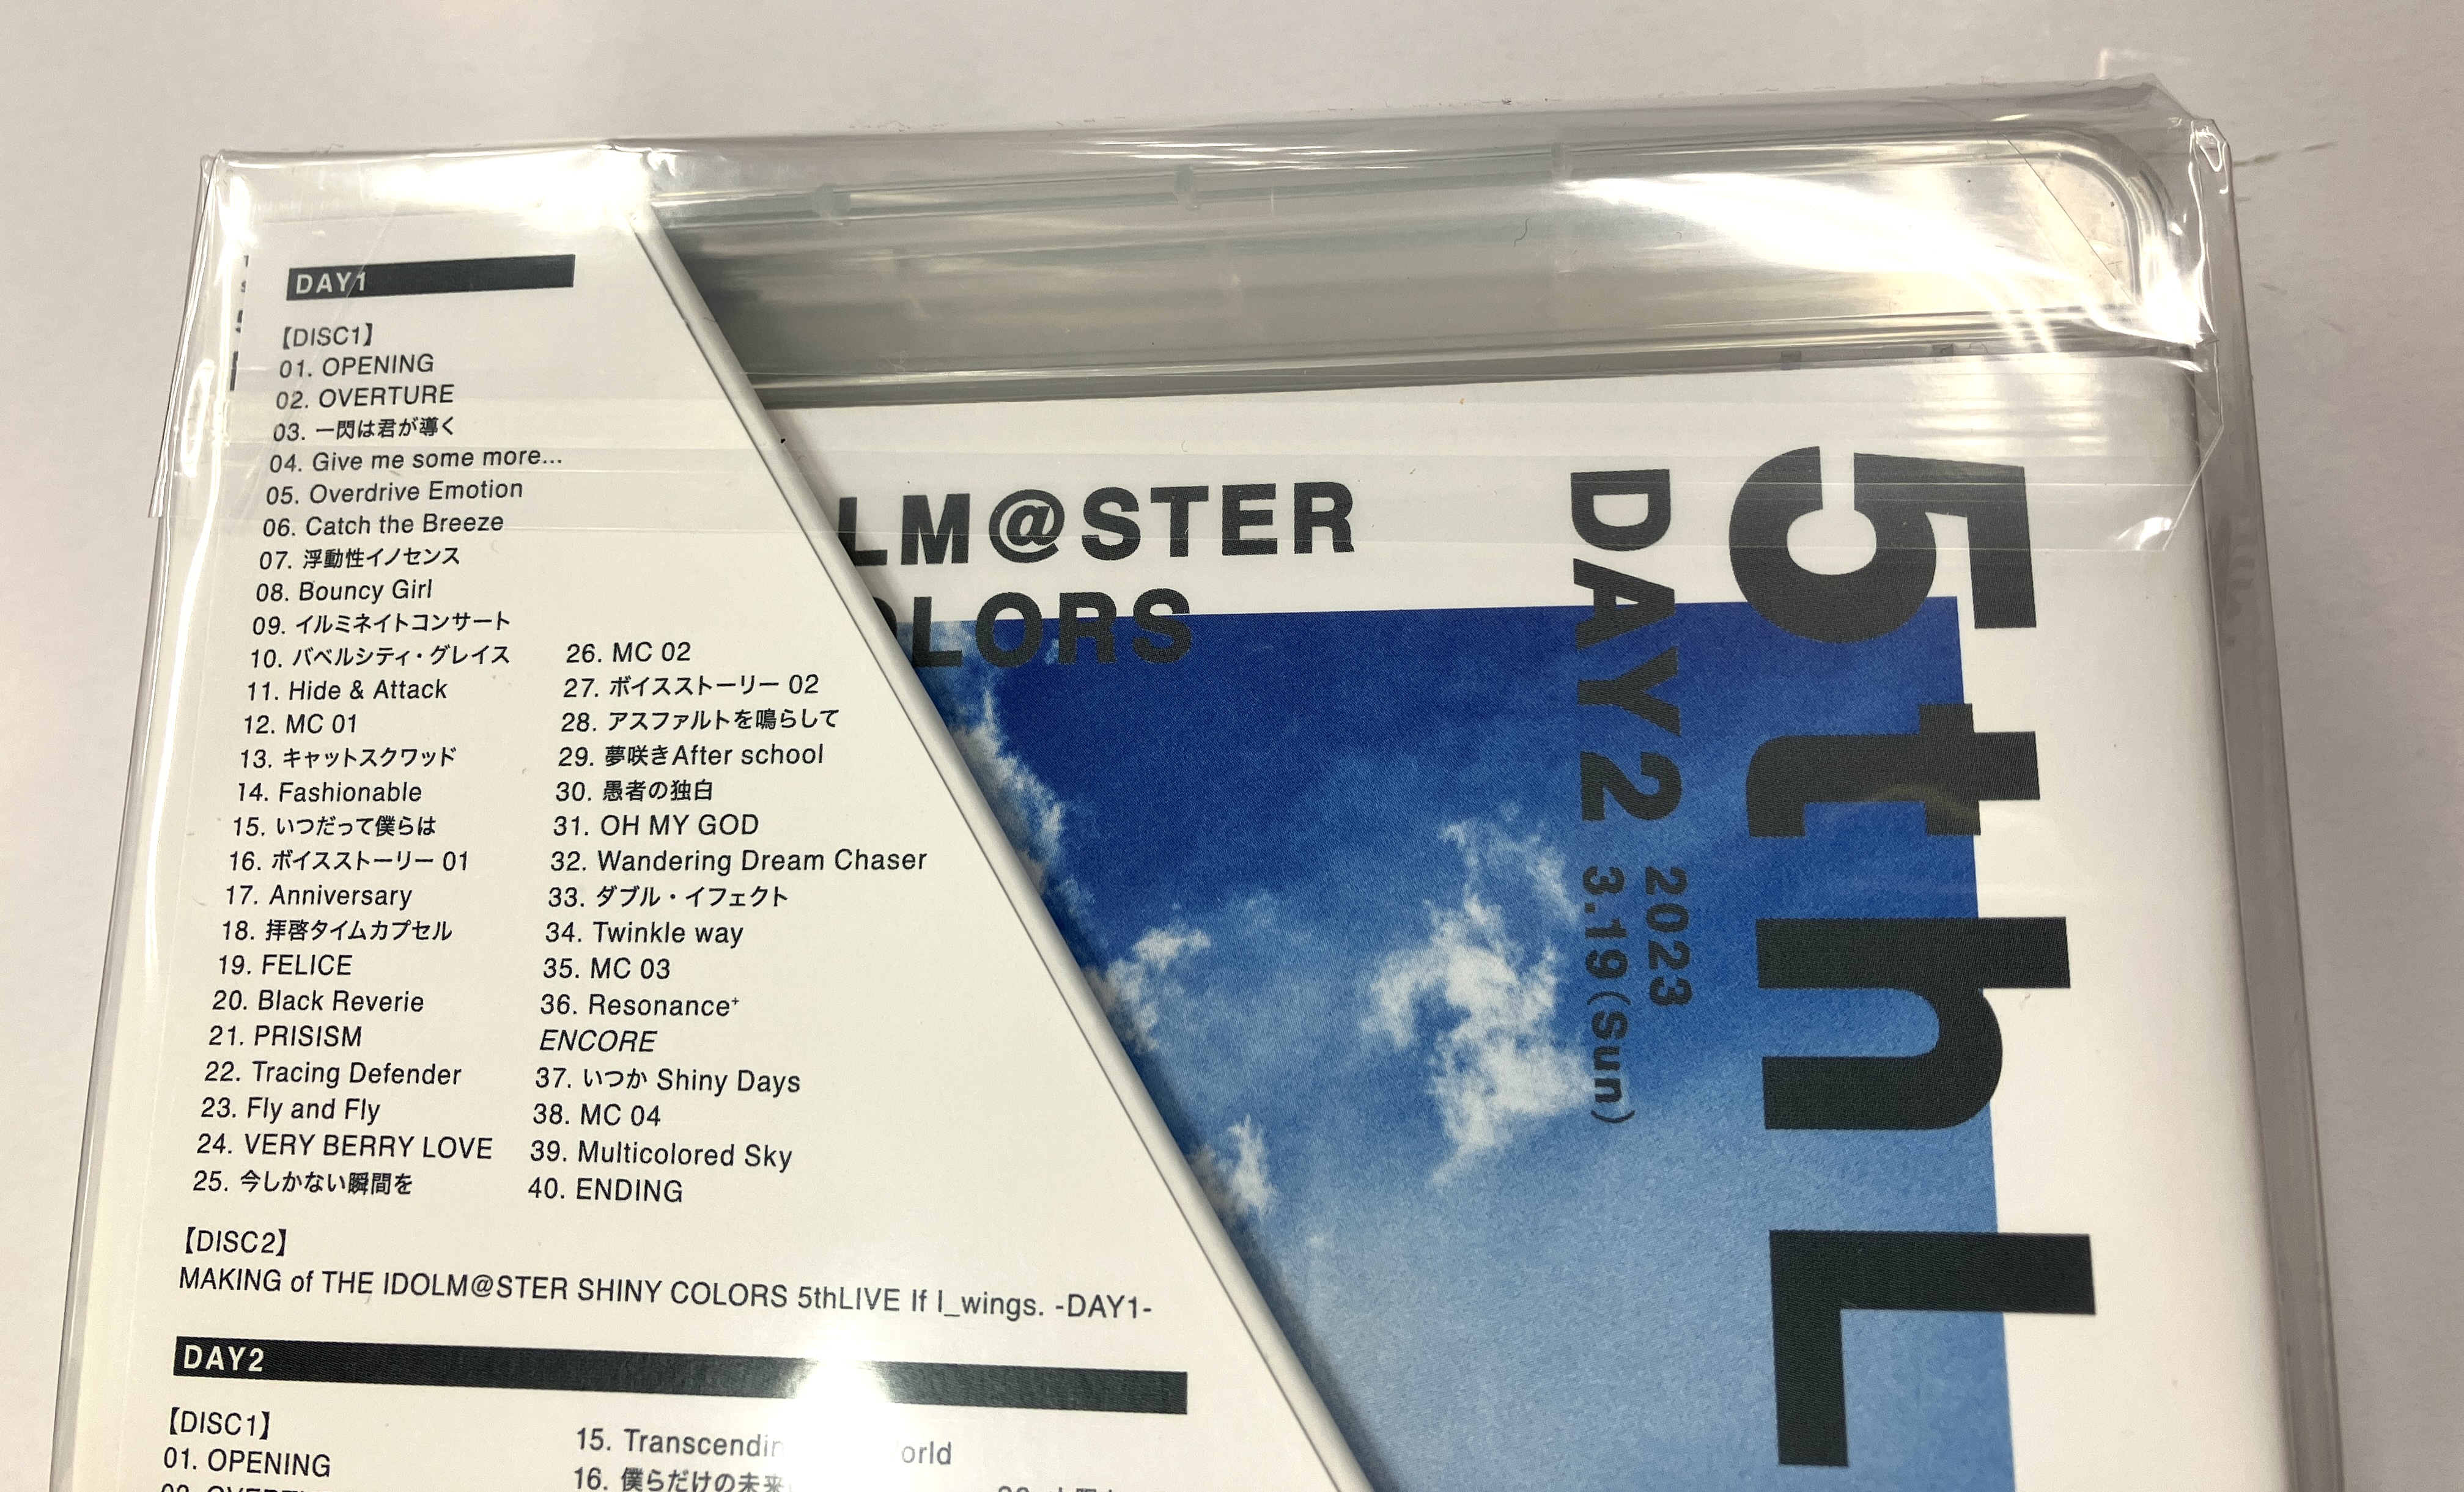 DAY1
【DISC1】
01. OPENING
02. OVERTURE
03. 一閃は君が導く
04. Give me some more...
05. Overdrive Emotion
06. Catch the Breeze
07. 浮動性イノセンス
08. Bouncy Girl
09. イルミネイトコンサート
10. バベルシティ・グレイス
11. Hide & Attack
12. MC 01
13. キャットスクワッド
14. Fashionable
15. いつだって僕らは
16. ボイスストーリー 01
17. Anniversary
18. 拝啓タイムカプセル
19. FELICE
20. Black Reverie
21. PRISISM
22. Tracing Defender
23. Fly and Fly
24. VERY BERRY LOVE
25. 今しかない瞬間を
26. MC 02
27. ボイスストーリー 02
28. アスファルトを鳴らして
29. 夢咲きAfter school
30. 愚者の独白
31. OH MY GOD
32. Wandering Dream Chaser
33. ダブル・イフェクト
34. Twinkle way
35. MC 03
36. Resonance⁺
ENCORE
37. いつか Shiny Days
38. MC 04
39. Multicolored Sky
40. ENDING
【DISC2】
MAKING of THE IDOLM@STER SHINY COLORS 5thLIVE If I_wings. -DAY1-
DAY2
【DISC1】
01. OPENING
15. Transcendin orld
16. 僕らだけの未来
LM@STER
OLORS
5thL
DAY2
2023
3.19(Sun)